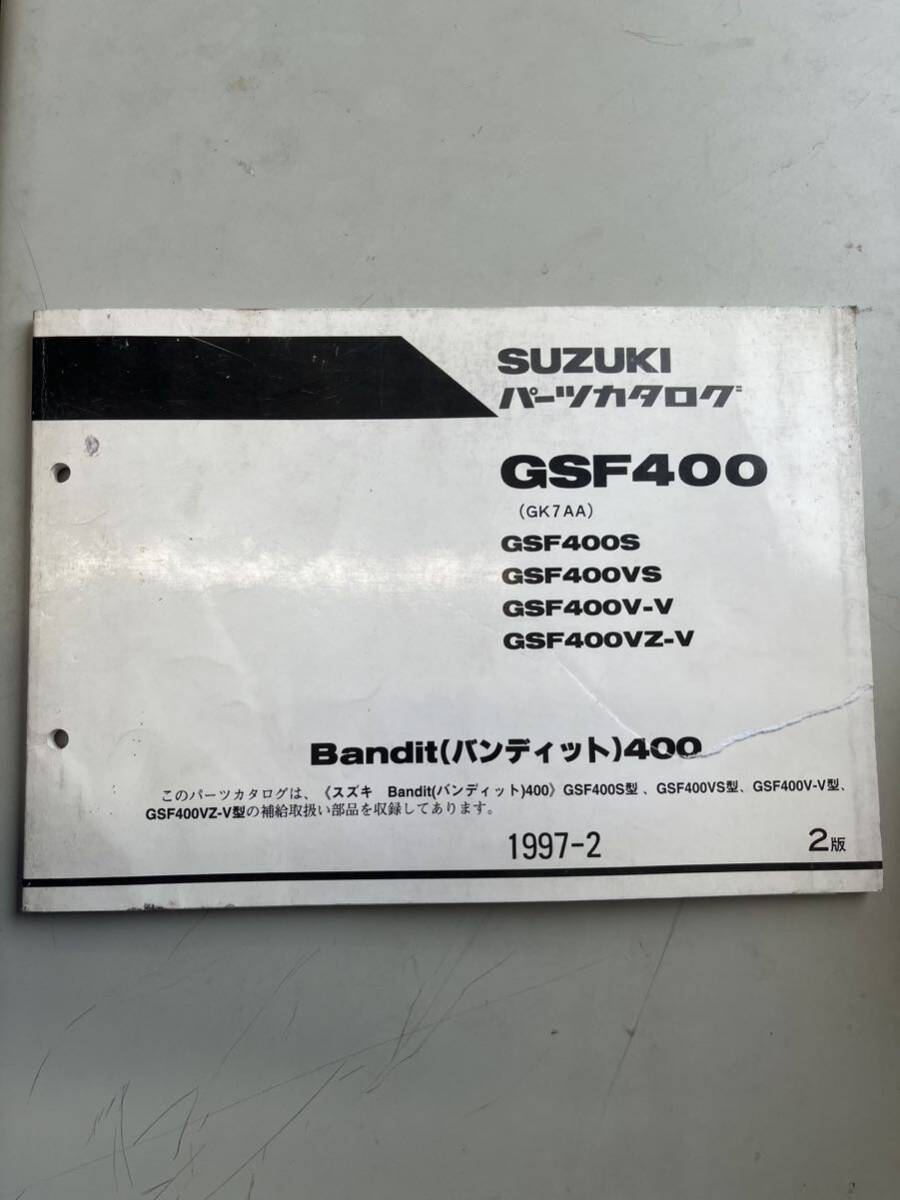 SUZUKI
パーツカタログ
GSF400
(GK7AA)
GSF400S
GSF400VS
GSF400V-V
GSF400VZ-V
Bandit(バンディット)400
このパーツカタログは、《スズキ Bandit(バンディット)400》GSF400S型、GSF400VS型、GSF400V-V型、
GSF400VZ-V型の補給取扱い部品を収録してあります。
1997-2
2版